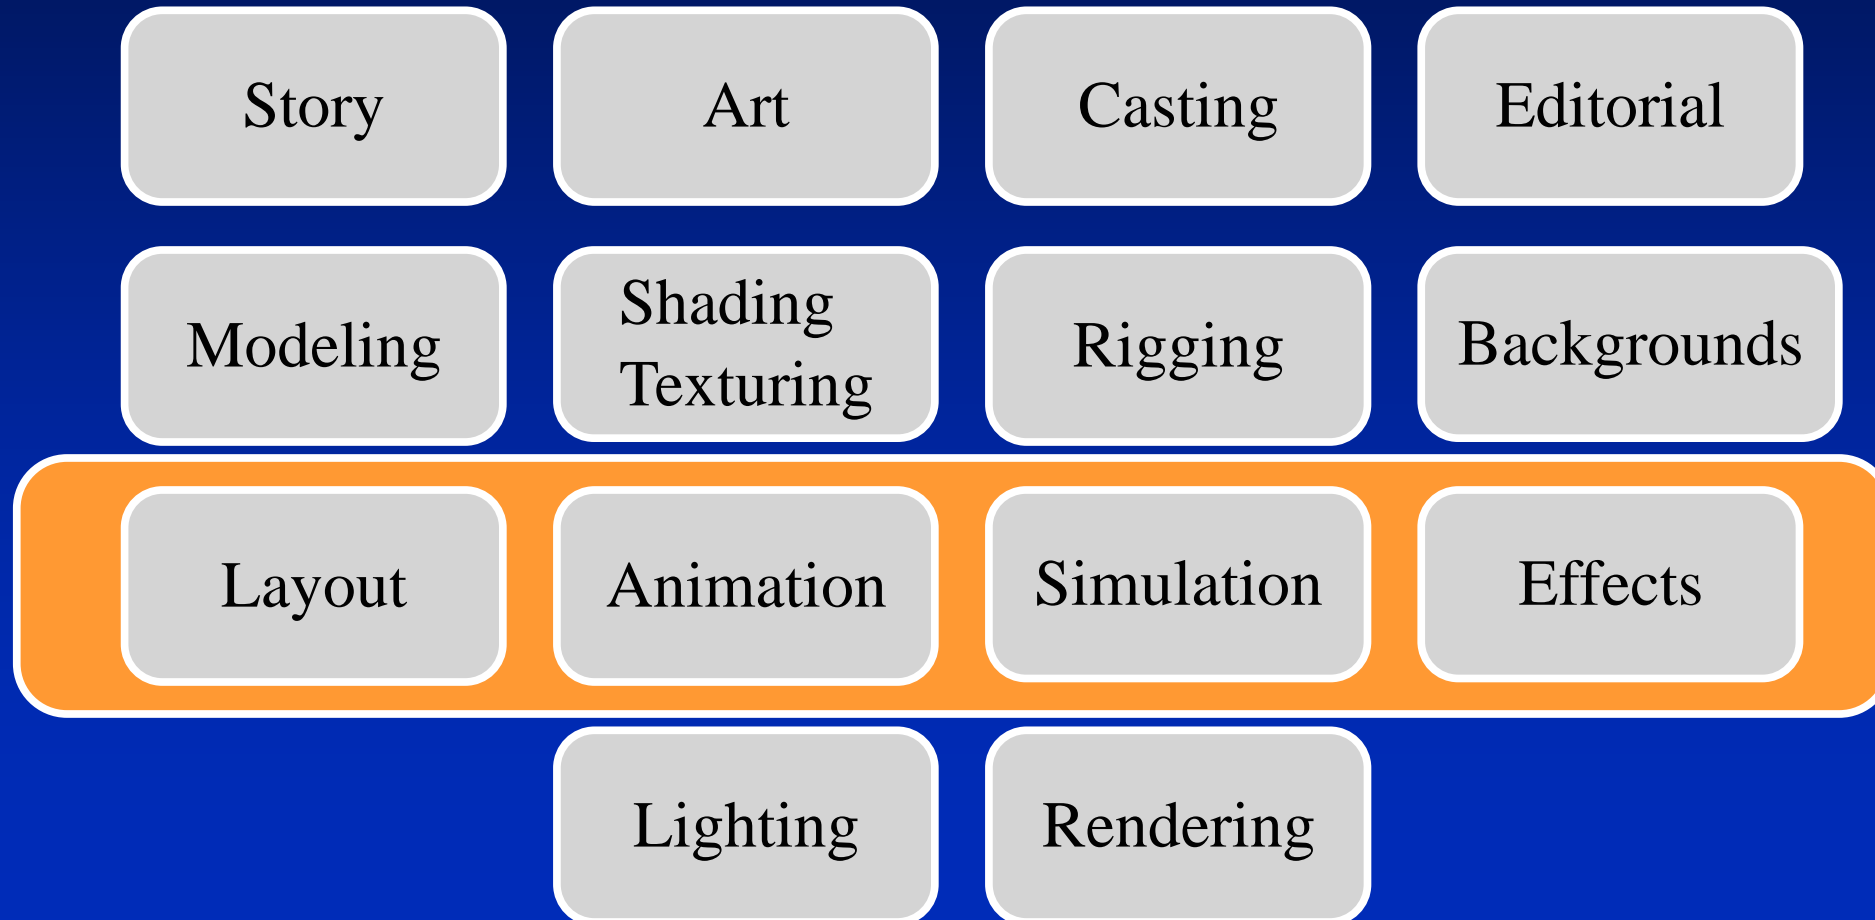 Story
Art
Casting
Editorial
Modeling
Shading
Texturing
Rigging
Backgrounds
Layout
Animation
Simulation
Effects
Lighting
Rendering